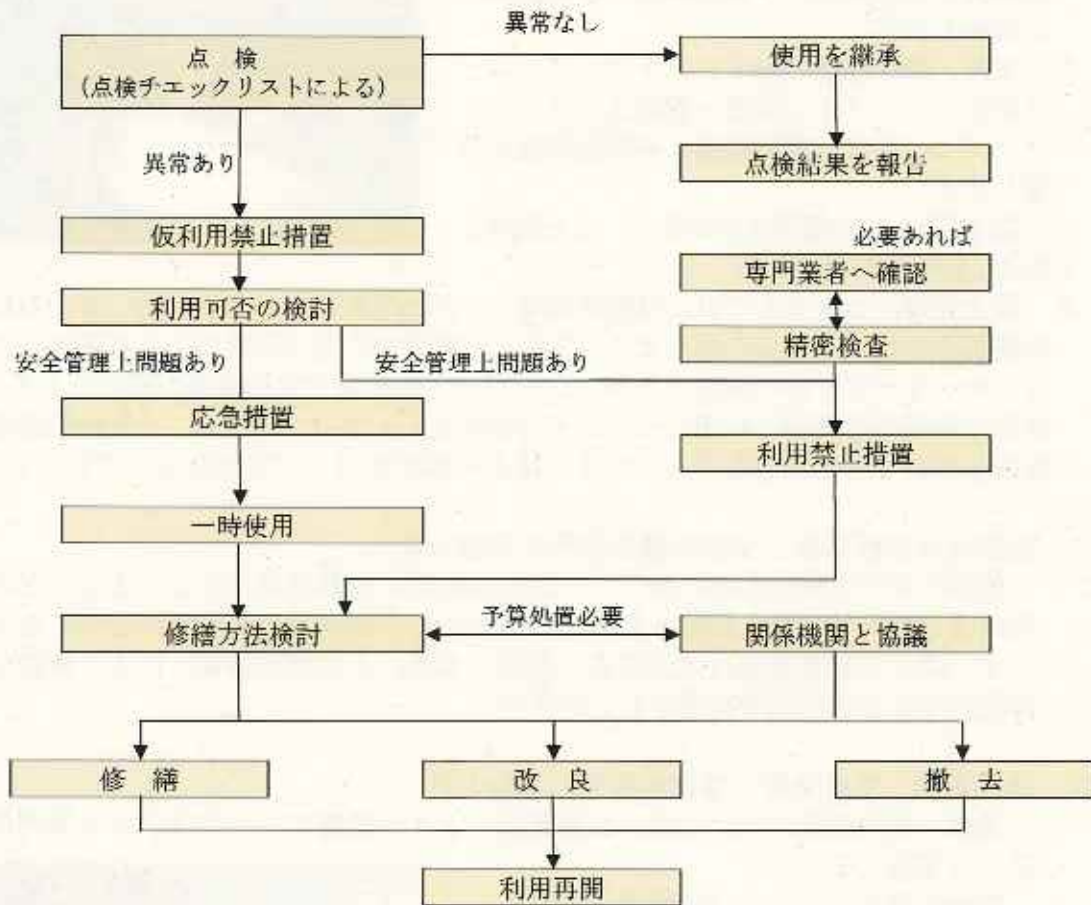 異常なし
点 検
(点検チエックリストによる)
使用を継承
異常あり
点検結果を報告
仮利用禁止措置
必要あれば
専門業者へ確認
利用可否の検討
精密検査
安全管理上問題あり
安全管理上問題あり
応急措置
利用禁止措置
一時使用
修繕方法検討
予算処置必要
関係機関と協議
修 繕
改 良
撤 去
利用再開